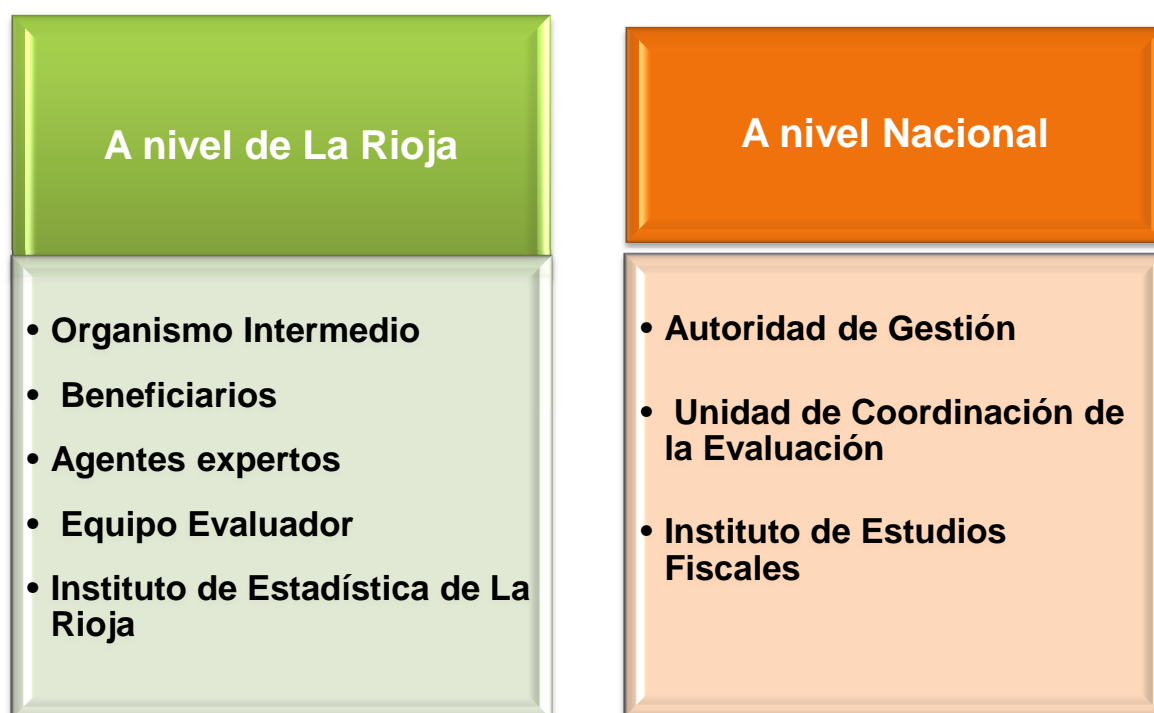 A nivel de La Rioja
• Organismo Intermedio
• Beneficiarios
• Agentes expertos
• Equipo Evaluador
• Instituto de Estadística de La
Rioja
A nivel Nacional
• Autoridad de Gestión
• Unidad de Coordinación de
la Evaluación
• Instituto de Estudios
Fiscales